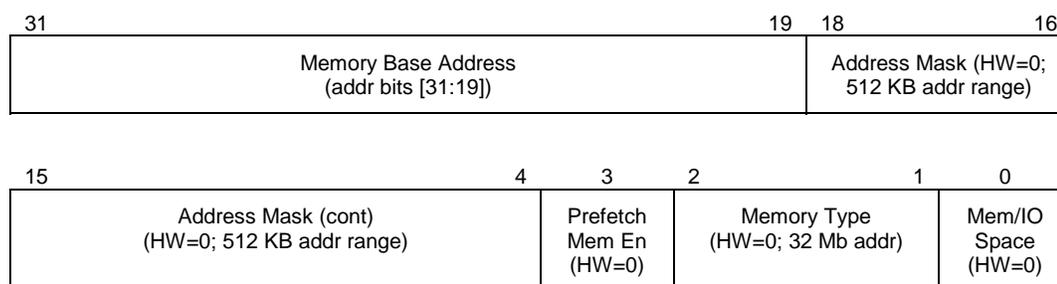 31 19 18 16
Memory Base Address
(addr bits [31:19])
Address Mask (HW=0;
512 KB addr range)
15 4 3 2 1 0
Address Mask (cont)
(HW=0; 512 KB addr range)
Prefetch
Mem En
(HW=0)
Memory Type
(HW=0; 32 Mb addr)
Mem/IO
Space
(HW=0)